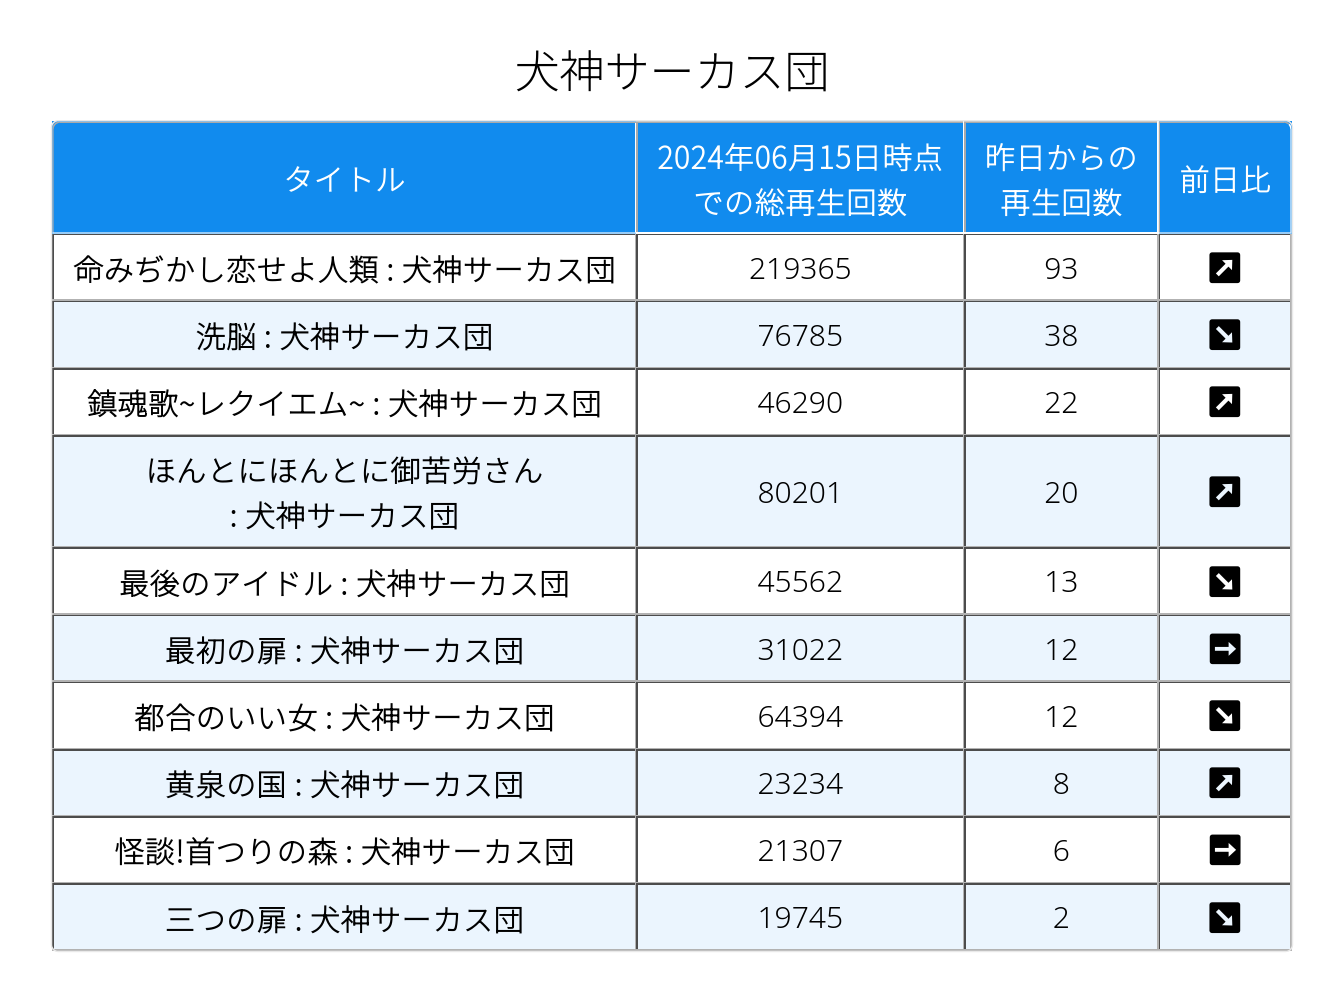 犬神サーカス団
タイトル
2024年06月15日時点
での総再生回数
昨日からの
再生回数
前日比
命みぢかし恋せよ人類 : 犬神サーカス団 219365 93 ↗
洗脳 : 犬神サーカス団 76785 38 ↘
鎮魂歌~レクイエム~ : 犬神サーカス団 46290 22 ↗
ほんとにほんとに御苦労さん
: 犬神サーカス団 80201 20 ↗
最後のアイドル : 犬神サーカス団 45562 13 ↘
最初の扉 : 犬神サーカス団 31022 12 →
都合のいい女 : 犬神サーカス団 64394 12 ↘
黄泉の国 : 犬神サーカス団 23234 8 ↗
怪談!首つりの森 : 犬神サーカス団 21307 6 →
三つの扉 : 犬神サーカス団 19745 2 ↘